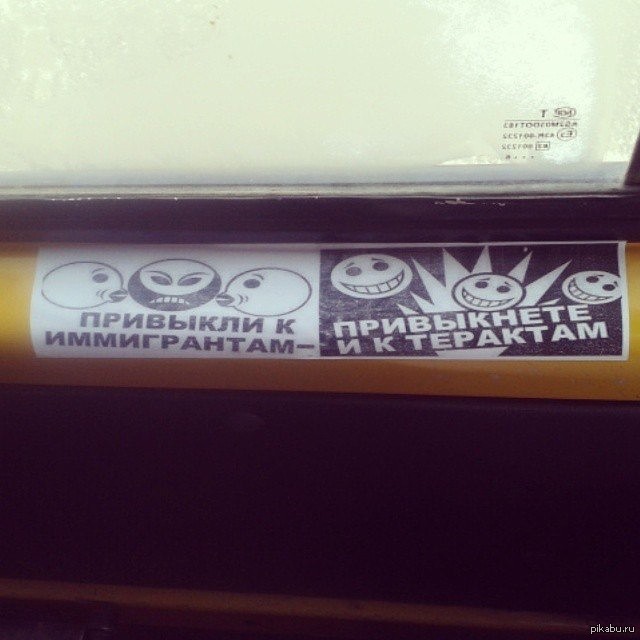 ПРИВЫКЛИ К
ИММИГРАНТАМ–
ПРИВЫКНЕТЕ
И К ТЕРАКТАМ
pikabu.ru